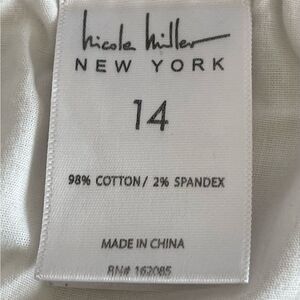 nicole miller
NEW YORK
14
98% COTTON/ 2% SPANDEX
MADE IN CHINA
RN# 162085